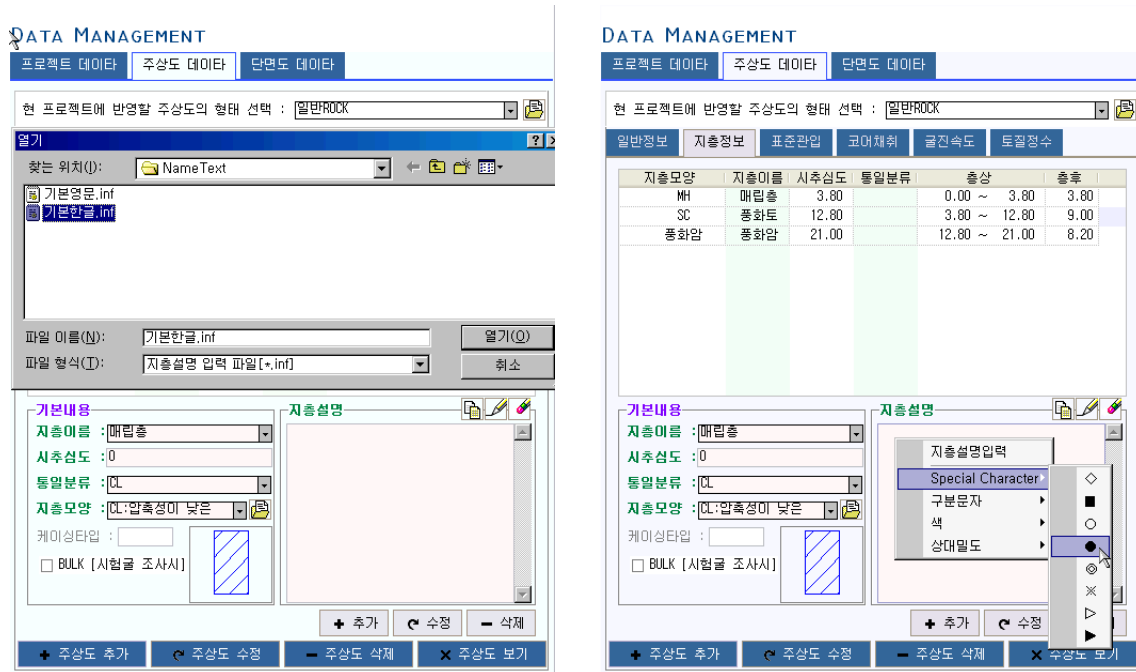 DATA MANAGEMENT
프로젝트 데이타 주상도 데이타 단면도 데이타
현 프로젝트에 반영할 주상도의 형태 선택 : 일반ROCK
열기
찾는 위치(I): NameText
기본영문.inf
기본한글.inf
파일 이름(N): 기본한글.inf 열기(O)
파일 형식(T): 지층설명 입력 파일[*.inf] 취소
기본내용 지층설명
지층이름 : 매립층
시추심도 : 0
통일분류 : CL
지층모양 : CL:압축성이 낮은
케이싱타입 :
BULK [시험굴 조사시]
추가 수정 삭제
주상도 추가 주상도 수정 주상도 삭제 주상도 보기
DATA MANAGEMENT
프로젝트 데이타 주상도 데이타 단면도 데이타
현 프로젝트에 반영할 주상도의 형태 선택 : 일반ROCK
일반정보 지층정보 표준관입 코어채취 굴진속도 토질정수
지층모양 지층이름 시추심도 통일분류 층상 층후
MH 매립층 3.80 0.00 ~ 3.80 3.80
SC 풍화토 12.80 3.80 ~ 12.80 9.00
풍화암 풍화암 21.00 12.80 ~ 21.00 8.20
기본내용 지층설명
지층이름 : 매립층
시추심도 : 0
통일분류 : CL
지층모양 : CL:압축성이 낮은
케이싱타입 :
BULK [시험굴 조사시]
지층설명입력
Special Character
구분문자
색
상대밀도
◇
■
○
●
◎
※
▷
▶
추가 수정
주상도 추가 주상도 수정 주상도 삭제 주상도 보기